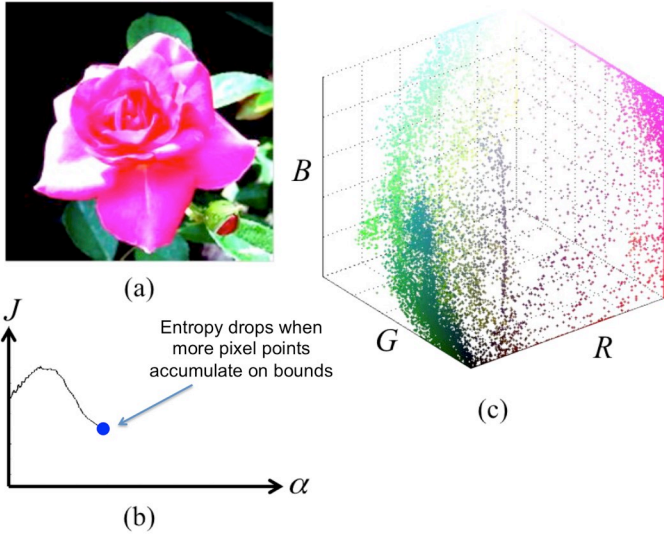 (a)
B
G
R
(c)
J
Entropy drops when
more pixel points
accumulate on bounds
α
(b)